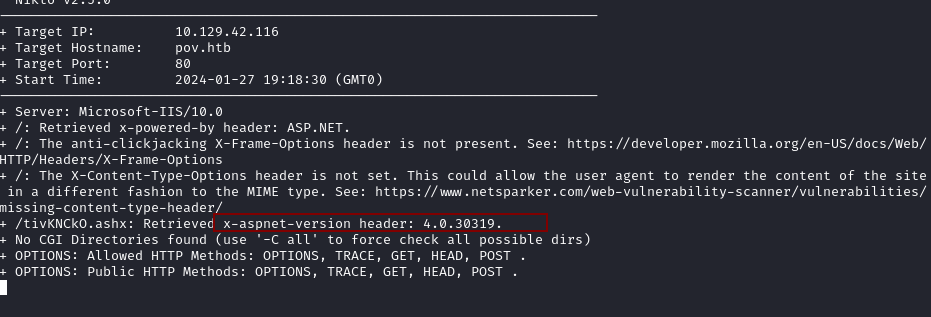 Nikto v2.5.0
+ Target IP: 10.129.42.116
+ Target Hostname: pov.htb
+ Target Port: 80
+ Start Time: 2024-01-27 19:18:30 (GMT0)
+ Server: Microsoft-IIS/10.0
+ /: Retrieved x-powered-by header: ASP.NET.
+ /: The anti-clickjacking X-Frame-Options header is not present. See: https://developer.mozilla.org/en-US/docs/Web/
HTTP/Headers/X-Frame-Options
+ /: The X-Content-Type-Options header is not set. This could allow the user agent to render the content of the site
in a different fashion to the MIME type. See: https://www.netsparker.com/web-vulnerability-scanner/vulnerabilities/
missing-content-type-header/
+ /tivKNCkO.ashx: Retrieved x-aspnet-version header: 4.0.30319.
+ No CGI Directories found (use '-C all' to force check all possible dirs)
+ OPTIONS: Allowed HTTP Methods: OPTIONS, TRACE, GET, HEAD, POST .
+ OPTIONS: Public HTTP Methods: OPTIONS, TRACE, GET, HEAD, POST .